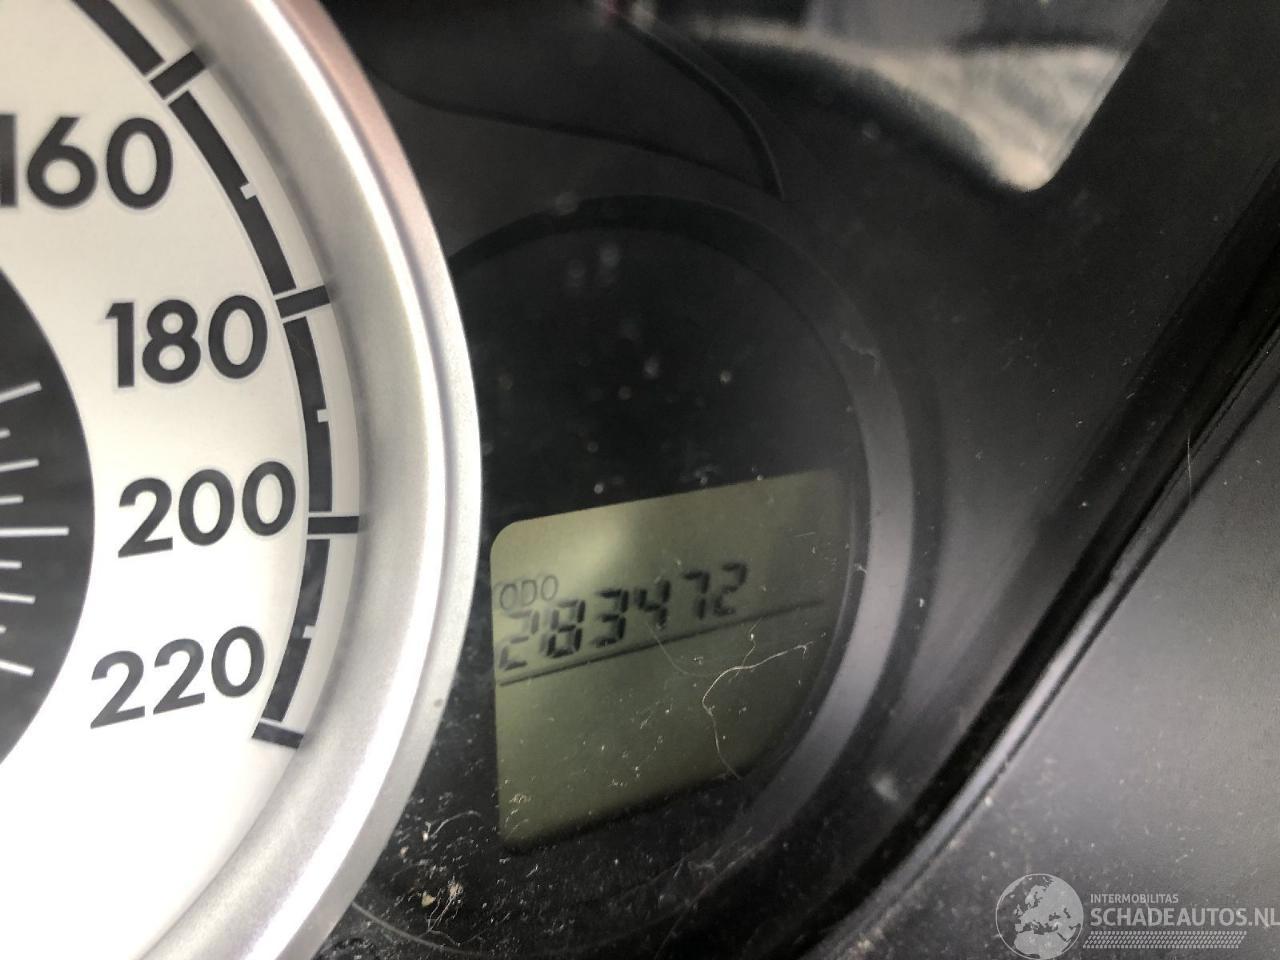 160
180
200
220
ODO
283472
INTERMOBILITAS
SCHADEAUTOS.NL